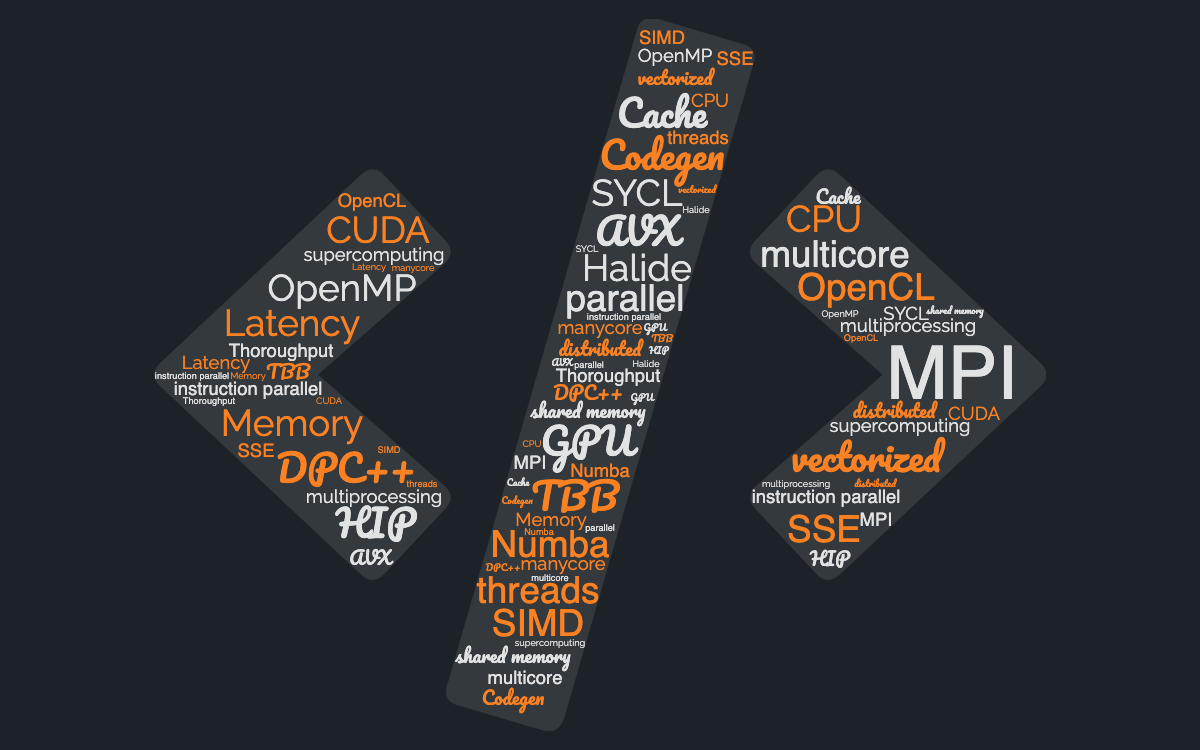 OpenCL
CUDA
supercomputing
Latency manycore
OpenMP
Latency
Thoroughput
Latency
instruction parallel Memory TBB
instruction parallel
Thoroughput CUDA
Memory
SSE SIMD
DPC++
threads
multiprocessing
HIP
AVX
SIMD
OpenMP SSE
vectorized
CPU
Cache
threads
Codegen
SYCL vectorized
Halide
AVX
SYCL
Halide
parallel
instruction parallel
manycore GPU
TBB
distributed HIP
AVX parallel Halide
Thoroughput
DPC++ GPU
shared memory
CPU GPU
MPI
Numba
Cache
TBB
Codegen
Memory
Numba parallel
Numba
DPC++ manycore
multicore
threads
SIMD
supercomputing
shared memory
multicore
Codegen
Cache
CPU
multicore
OpenCL
OpenMP SYCL shared memory
multiprocessing
OpenCL
MPI
distributed CUDA
supercomputing
vectorized
multiprocessing distributed
instruction parallel
SSE MPI
HIP